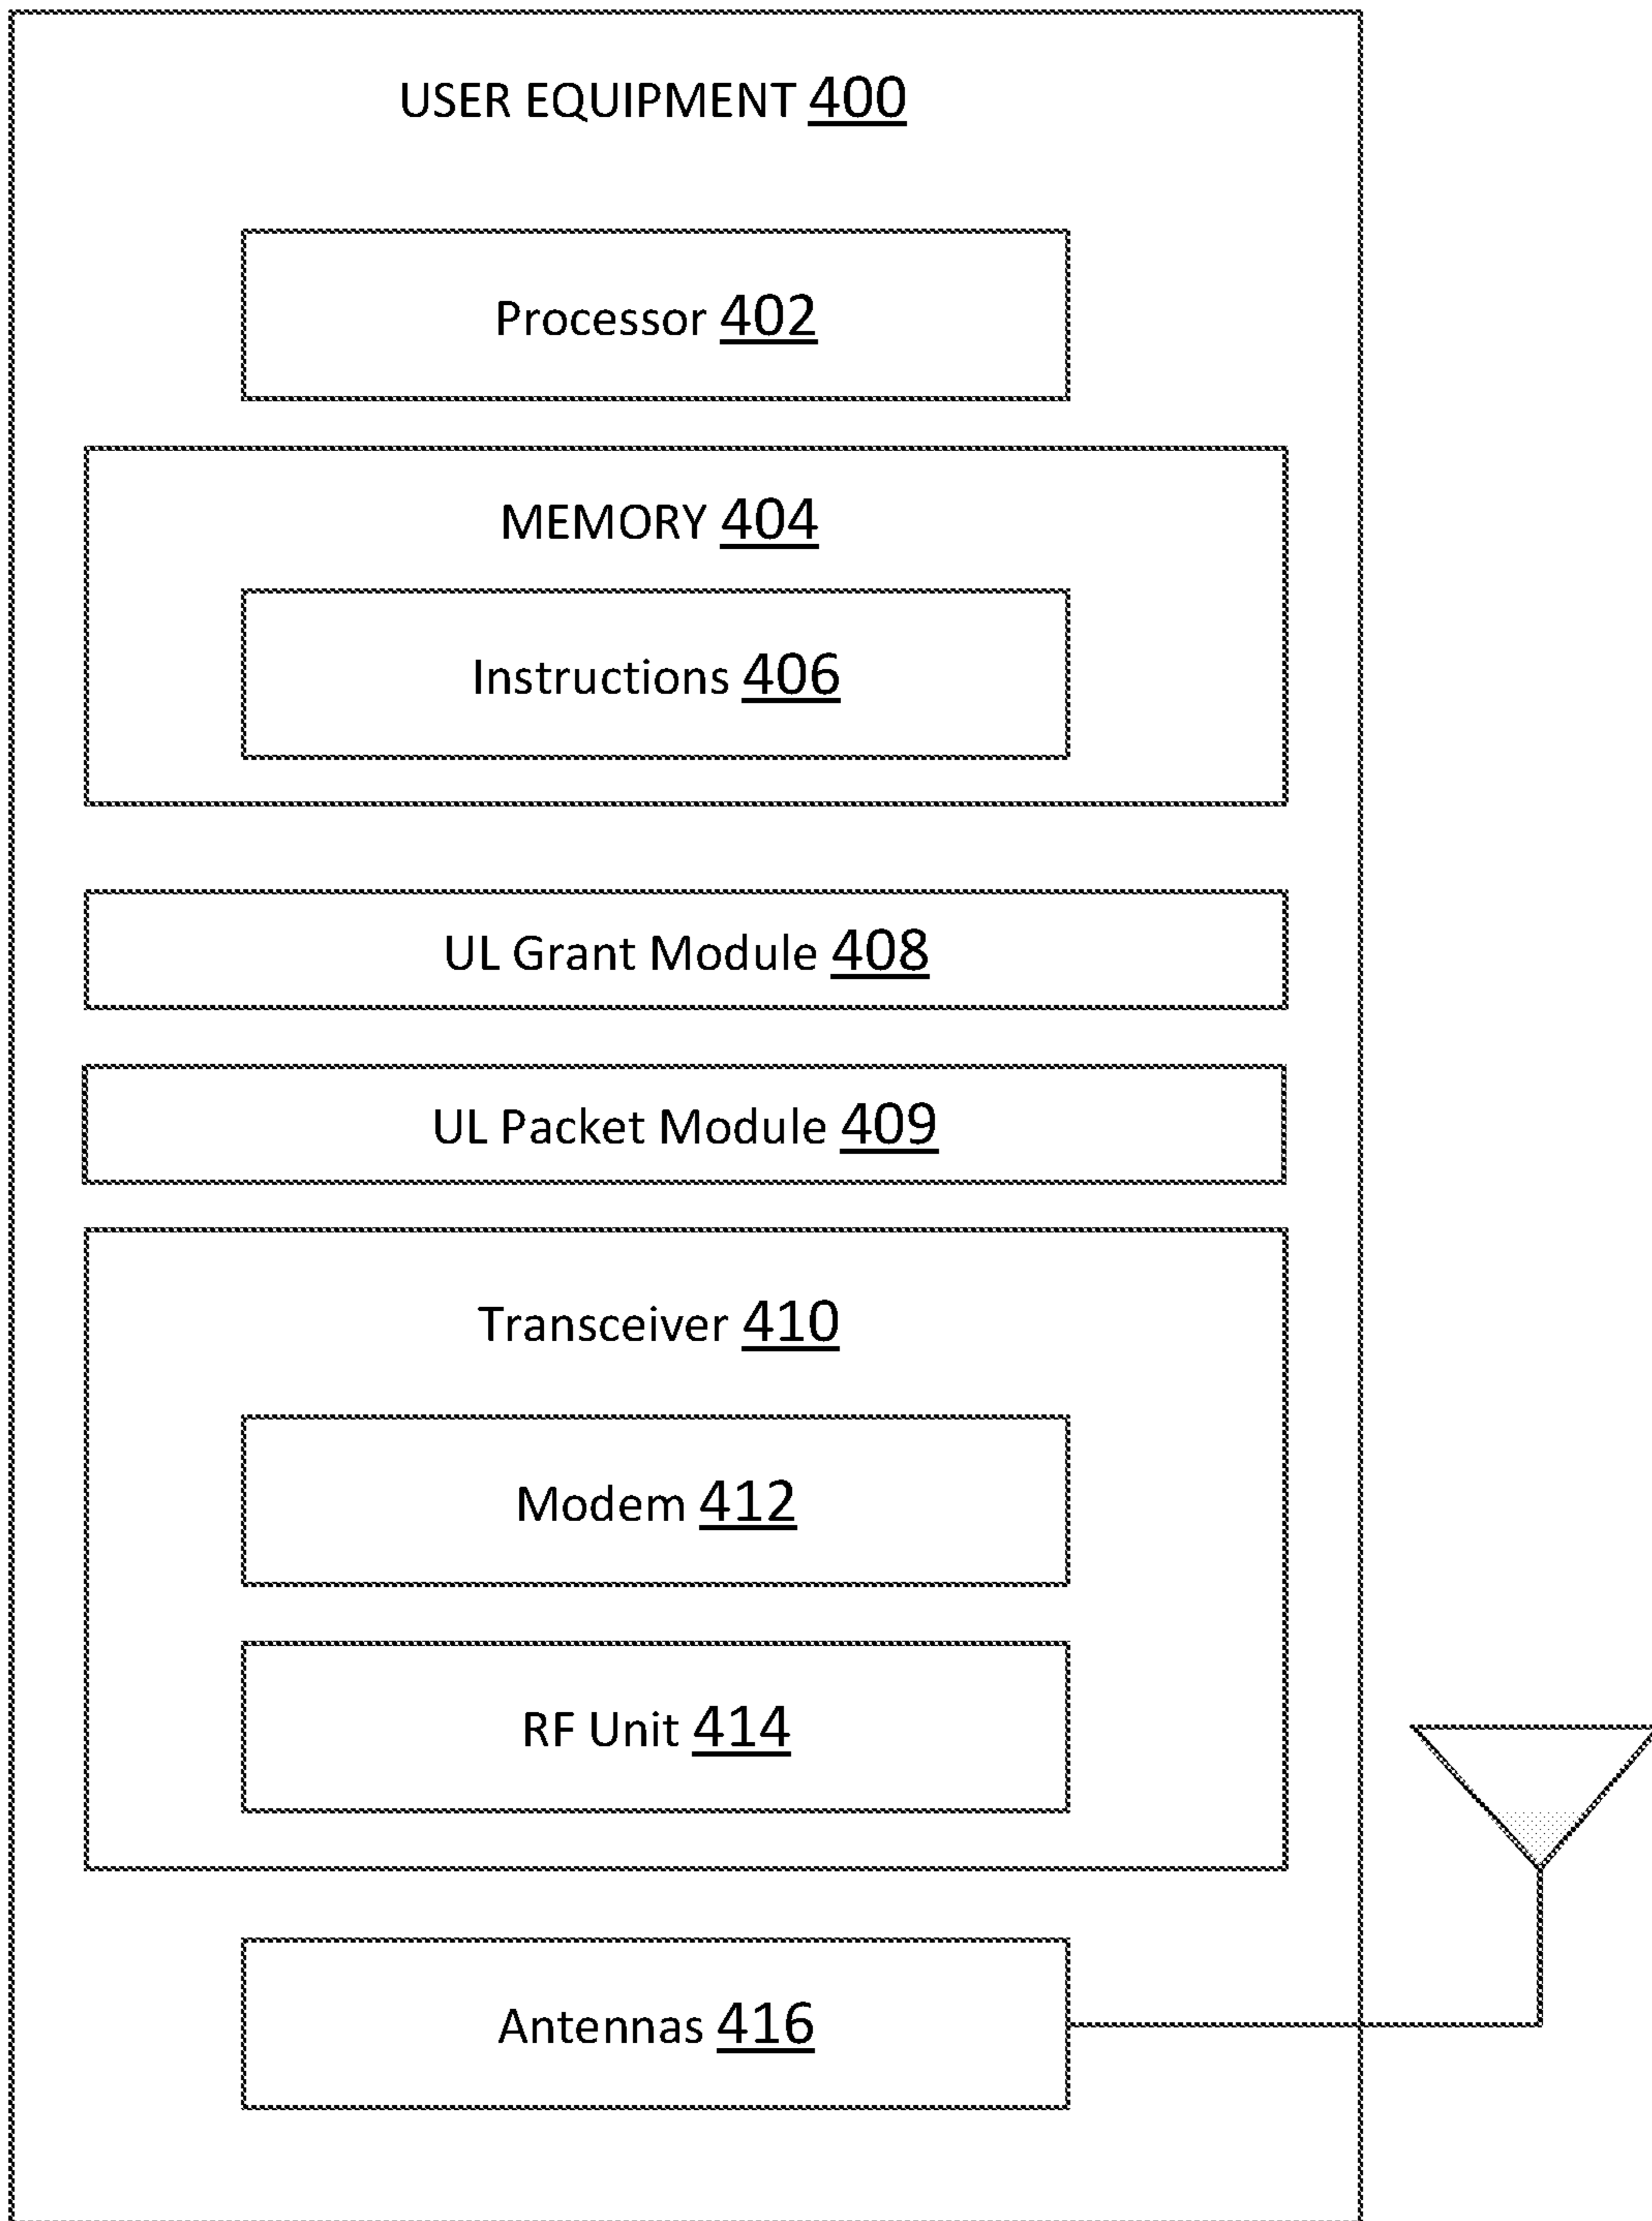 USER EQUIPMENT 400
Processor 402
MEMORY 404
Instructions 406
UL Grant Module 408
UL Packet Module 409
Transceiver 410
Modem 412
RF Unit 414
Antennas 416